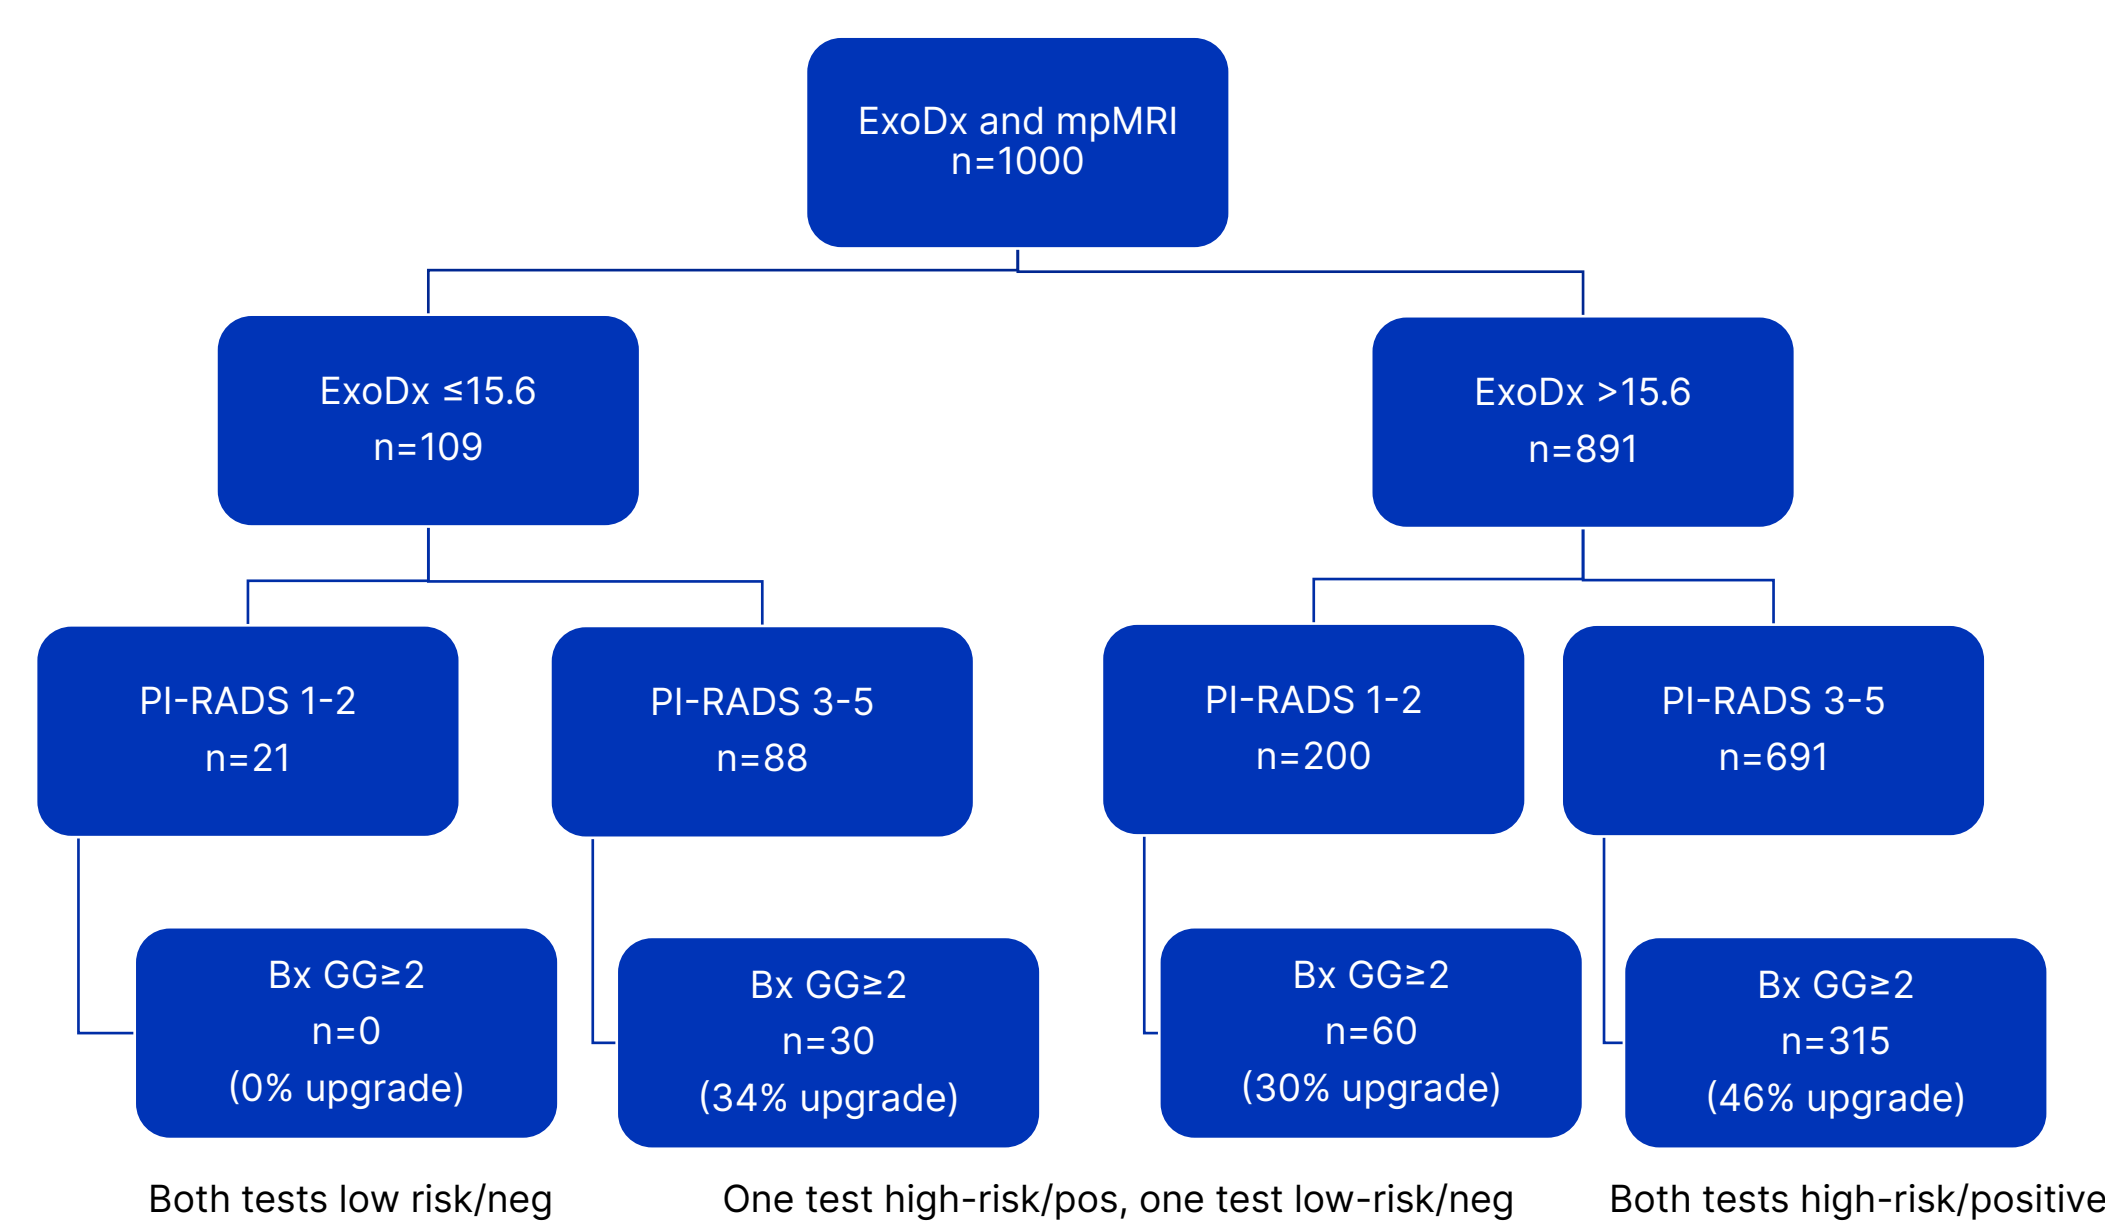 ExoDx and mpMRI
n=1000
ExoDx ≤15.6
n=109
ExoDx >15.6
n=891
PI-RADS 1-2
n=21
PI-RADS 3-5
n=88
PI-RADS 1-2
n=200
PI-RADS 3-5
n=691
Bx GG≥2
n=0
(0% upgrade)
Bx GG≥2
n=30
(34% upgrade)
Bx GG≥2
n=60
(30% upgrade)
Bx GG≥2
n=315
(46% upgrade)
Both tests low risk/neg
One test high-risk/pos, one test low-risk/neg
Both tests high-risk/positive